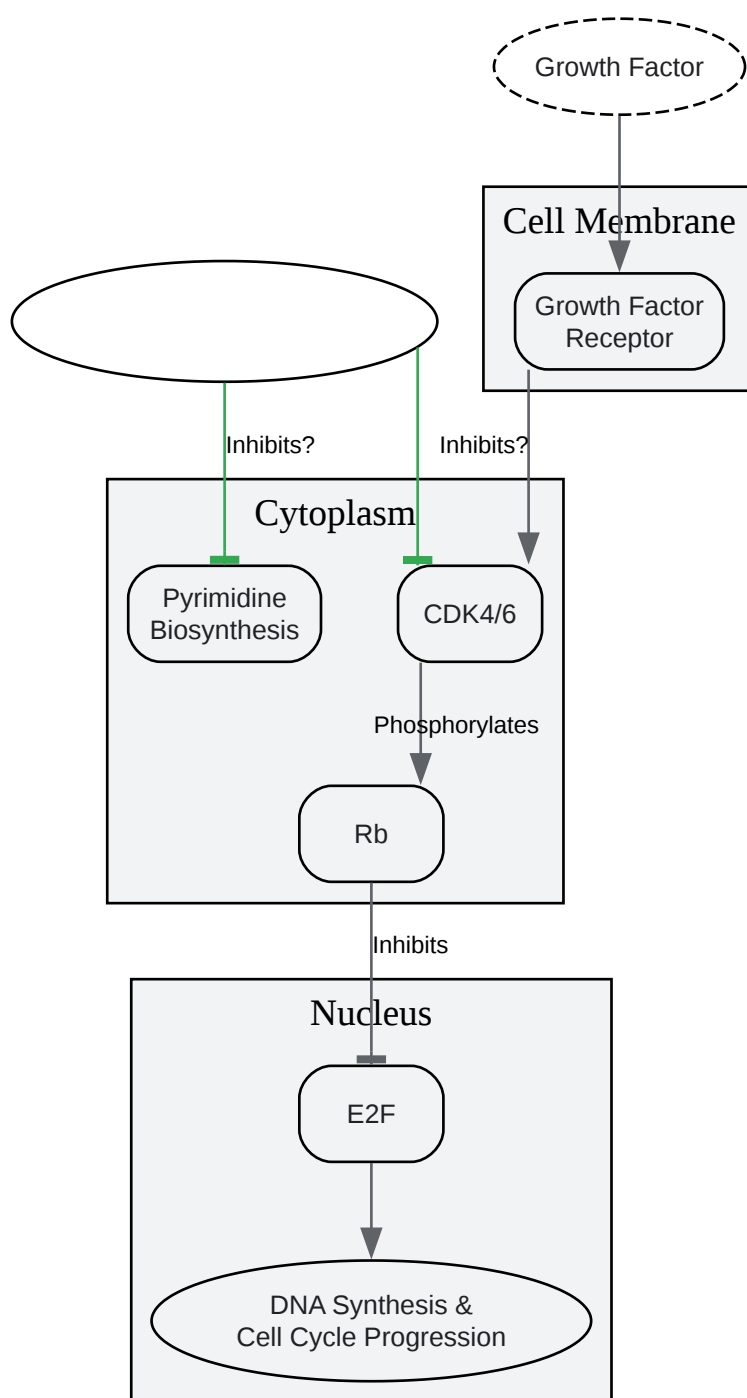 Growth Factor
Cell Membrane
Growth Factor
Receptor
Inhibits?
Inhibits?
Cytoplasm
Pyrimidine
Biosynthesis
CDK4/6
Phosphorylates
Rb
Inhibits
Nucleus
E2F
DNA Synthesis &
Cell Cycle Progression